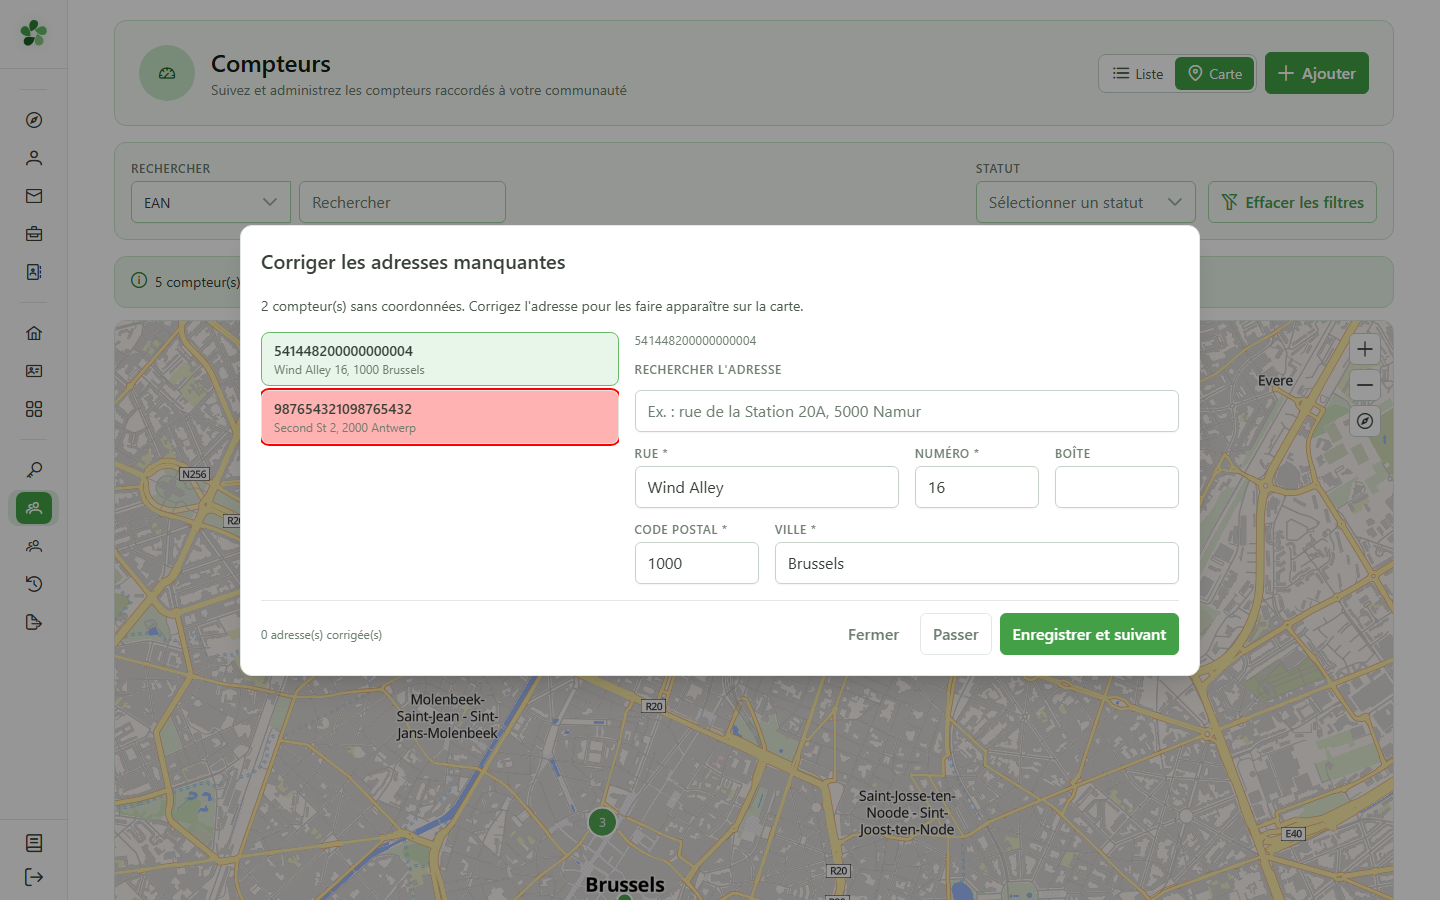 Compteurs
Suivez et administrez les compteurs raccordés à votre communauté
Liste
Carte
Ajouter
RECHERCHER
STATUT
EAN
Rechercher
Sélectionner un statut
Effacer les filtres
5 compteur(s)
Corriger les adresses manquantes
2 compteur(s) sans coordonnées. Corrigez l'adresse pour les faire apparaître sur la carte.
541448200000000004
Wind Alley 16, 1000 Brussels
987654321098765432
Second St 2, 2000 Antwerp
541448200000000004
RECHERCHER L'ADRESSE
Ex. : rue de la Station 20A, 5000 Namur
RUE *
NUMÉRO *
BOÎTE
Wind Alley
16
CODE POSTAL *
VILLE *
1000
Brussels
0 adresse(s) corrigée(s)
Fermer
Passer
Enregistrer et suivant
Evere
N256
R20
Molenbeek-
Saint-Jean - Sint-
Jans-Molenbeek
R20
Saint-Josse-ten-
Noode - Sint-
Joost-ten-Node
3
E40
R20
Brussels